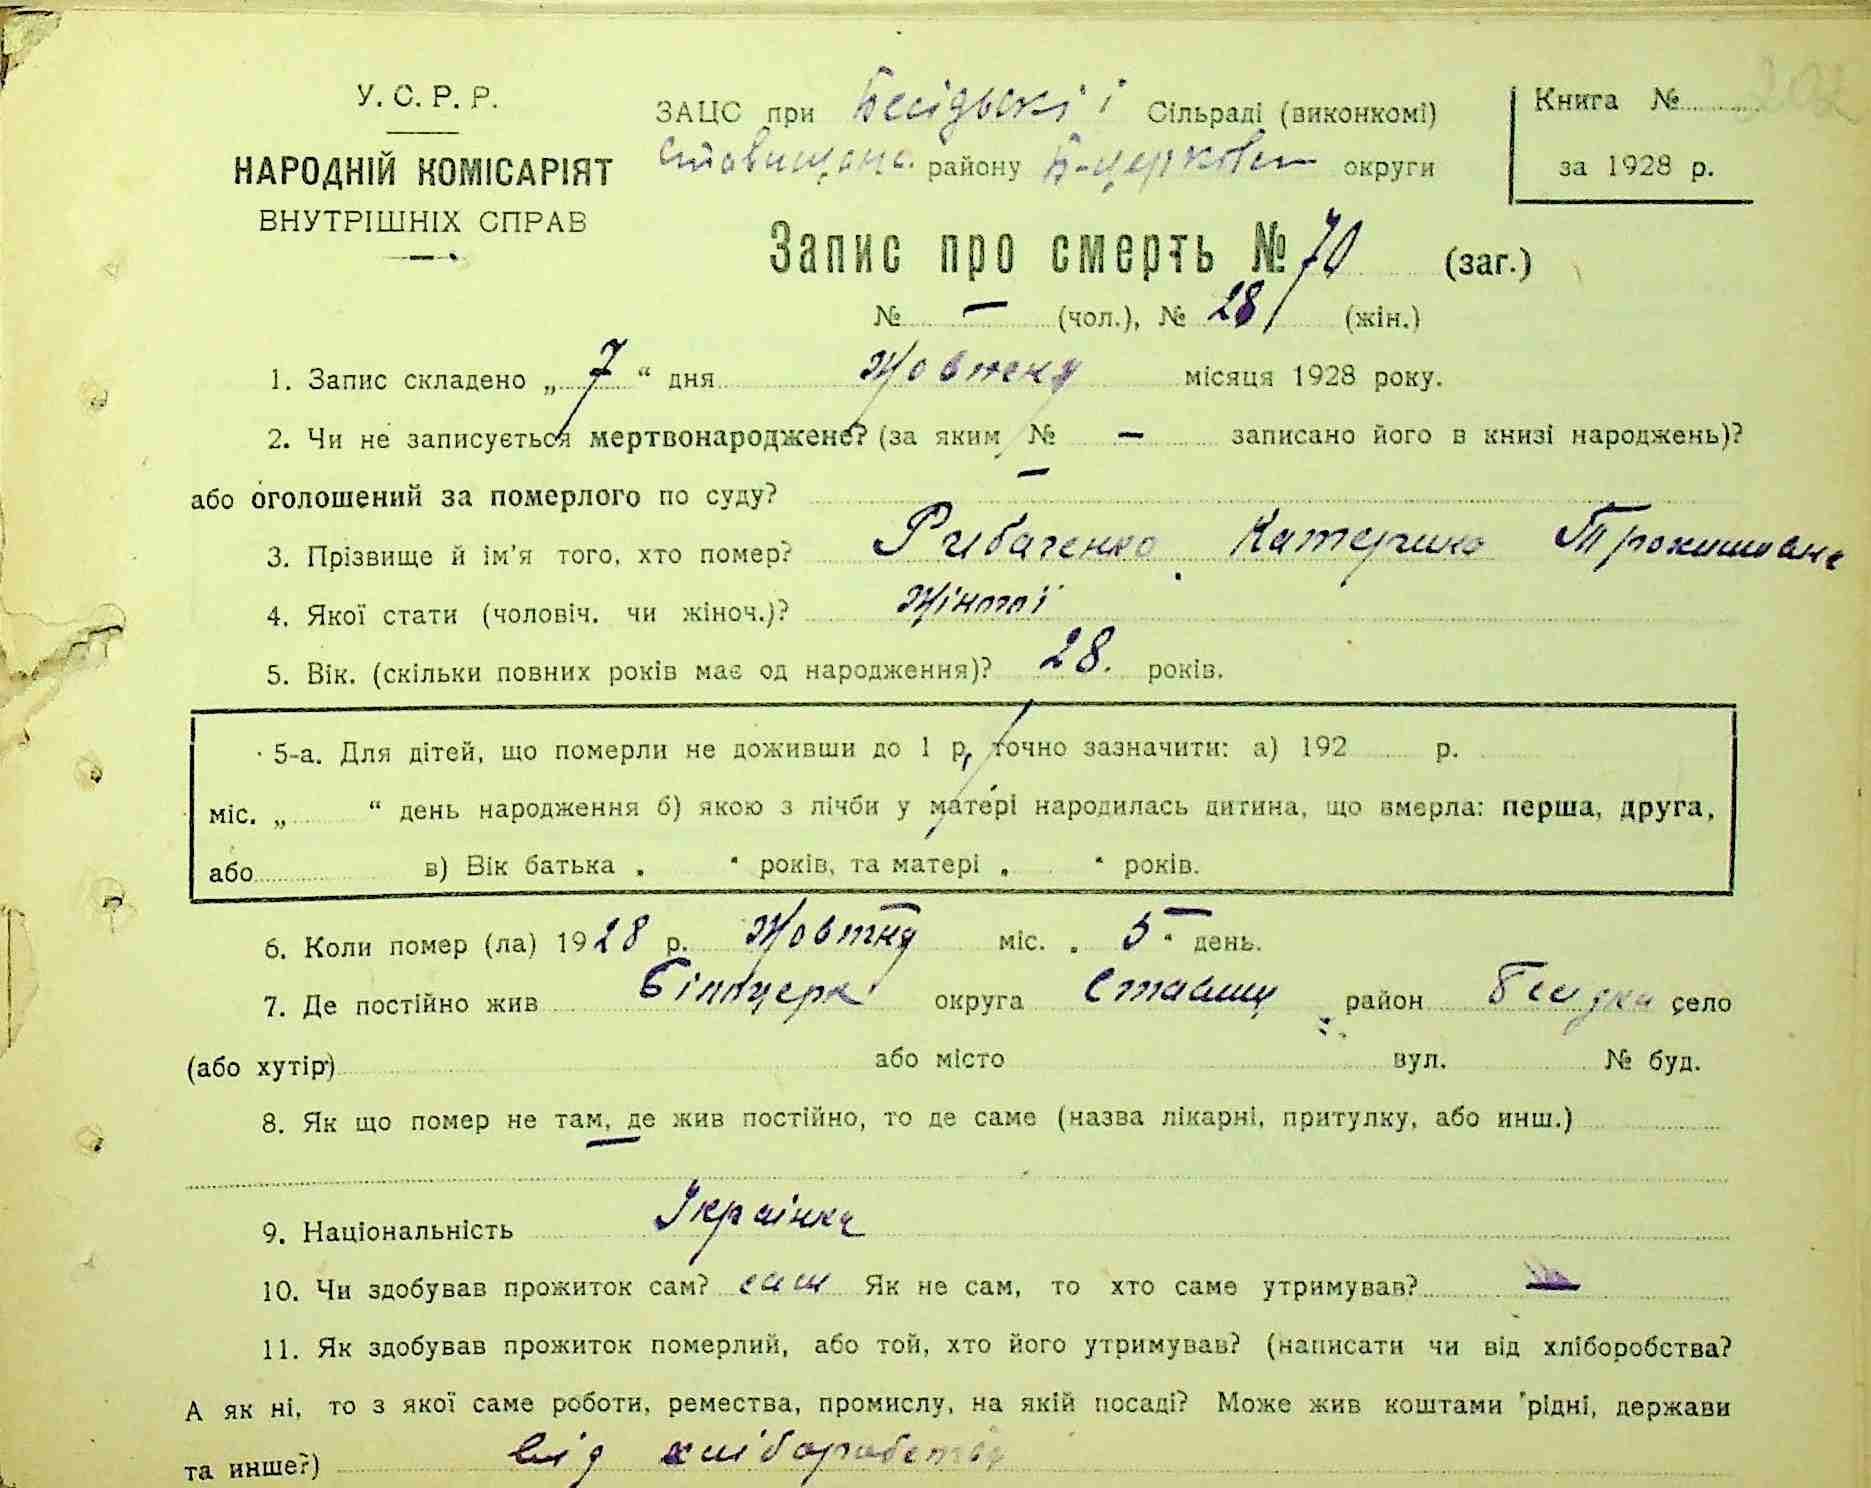 У. С. Р. Р.
НАРОДНІЙ КОМІСАРІЯТ
ВНУТРІШНІХ СПРАВ
ЗАЦС при Бесідьскі і Сільраді (виконкомі)
району Б-церковськ округи
Книга № 202
за 1928 р.
Запис про смерть № 70 (заг.)
№ — (чол.), № 28 (жін.)
1. Запис складено „ 7 “ дня Жовтня місяця 1928 року.
2. Чи не записується мертвонароджене? (за яким № — записано його в книзі народжень)?
або оголошений за померлого по суду? —
3. Прізвище й ім’я того, хто помер? Рибаченко Катерина
4. Якої стати (чоловіч. чи жіноч.)? Жіночої
5. Вік. (скільки повних років має од народження)? 28. років.
5-а. Для дітей, що померли не доживши до 1 р, точно зазначити: а) 192 р.
міс. „ “ день народження б) якою з лічби у матері народилась дитина, що вмерла: перша, друга,
або в) Вік батька „ “ років, та матері „ “ років.
6. Коли помер (ла) 1928 р. Жовтня міс. „ 5 “ день.
7. Де постійно жив Білоцерк округа Ставищ район село
(або хутір) або місто вул. № буд.
8. Як що помер не там, де жив постійно, то де саме (назва лікарні, притулку, або инш.)
—
9. Національність Українка
10. Чи здобував прожиток сам? сам Як не сам, то хто саме утримував? —
11. Як здобував прожиток померлий, або той, хто його утримував? (написати чи від хліборобства?
А як ні, то з якої саме роботи, ремества, промислу, на якій посаді? Може жив коштами рідні, держави
та инше?) від хліборобства